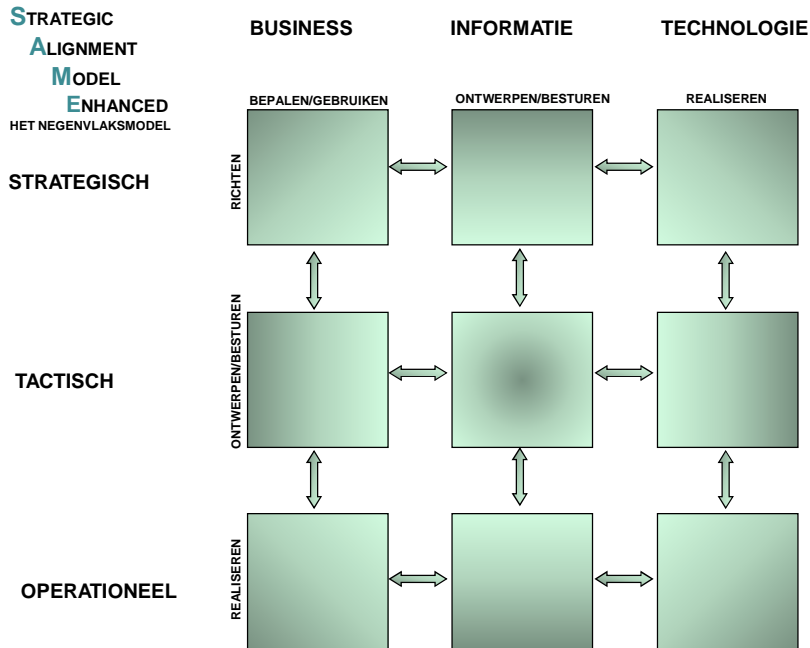 STRATEGIC
ALIGNMENT
MODEL
ENHANCED
HET NEGENVLAKSMODEL
BUSINESS
INFORMATIE
TECHNOLOGIE
BEPALEN/GEBRUIKEN
ONTWERPEN/BESTUREN
REALISEREN
STRATEGISCH
RICHTEN
TACTISCH
ONTWERPEN/BESTUREN
OPERATIONEEL
REALISEREN